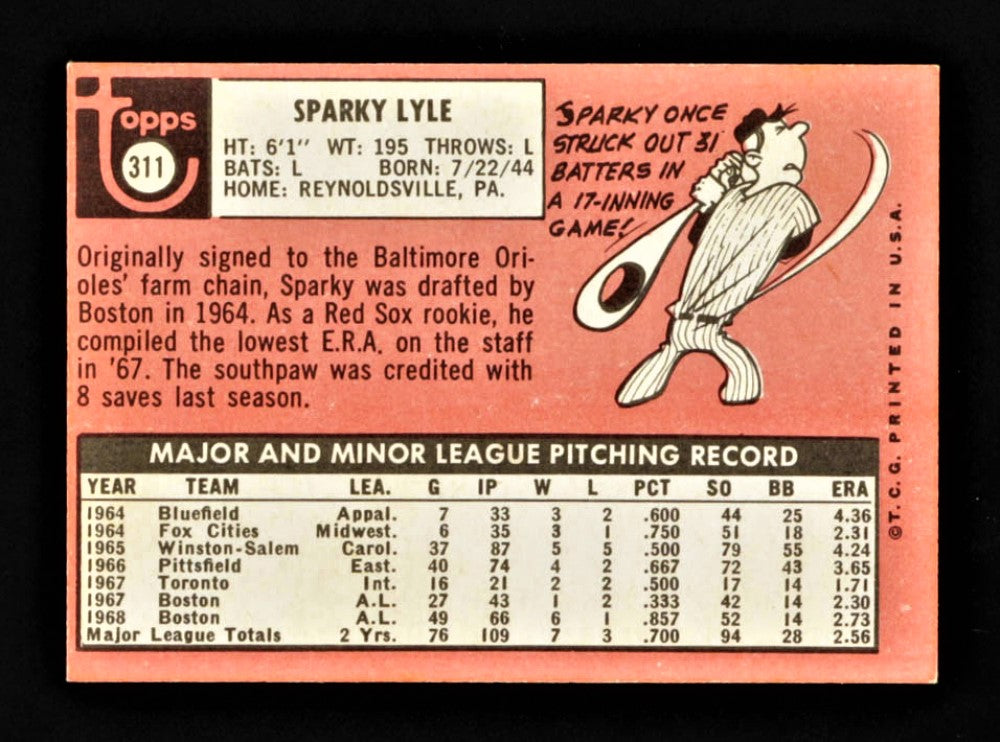 topps
311
SPARKY LYLE
HT: 6'1" WT: 195 THROWS: L
BATS: L BORN: 7/22/44
HOME: REYNOLDSVILLE, PA.
SPARKY ONCE
STRUCK OUT 31
BATTERS IN
A 17-INNING
GAME!
Originally signed to the Baltimore Ori-
oles' farm chain, Sparky was drafted by
Boston in 1964. As a Red Sox rookie, he
compiled the lowest E.R.A. on the staff
in '67. The southpaw was credited with
8 saves last season.
MAJOR AND MINOR LEAGUE PITCHING RECORD
YEAR TEAM LEA. G IP W L PCT SO BB ERA
1964 Bluefield Appal. 7 33 3 2 .600 44 25 4.36
1964 Fox Cities Midwest. 6 35 3 1 .750 51 18 2.31
1965 Winston-Salem Carol. 37 87 5 5 .500 79 55 4.24
1966 Pittsfield East. 40 74 4 2 .667 72 43 3.65
1967 Toronto Int. 16 21 2 2 .500 17 14 1.71
1967 Boston A.L. 27 43 1 2 .333 42 14 2.30
1968 Boston A.L. 49 66 6 1 .857 52 14 2.73
Major League Totals 2 Yrs. 76 109 7 3 .700 94 28 2.56
©T.C.G. PRINTED IN U.S.A.